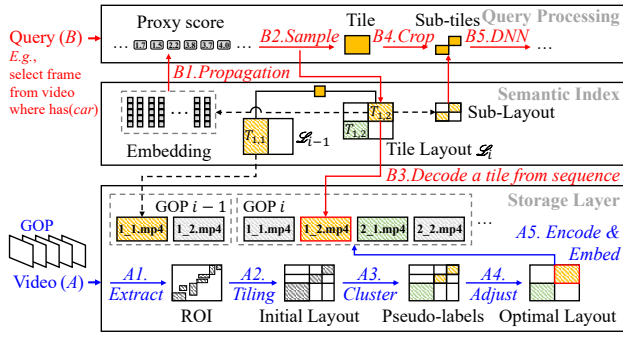 Query Processing
Query (B)
E.g.,
select frame
from video
where has(car)
Proxy score
... 1.7 1.5 2.2 3.8 3.7 4.0 ...
B2.Sample
Tile
B4.Crop
Sub-tiles
B5.DNN
...
B1.Propagation
Semantic Index
...
Embedding
T1,1
ℒi−1
T1,2
T1,2
Tile Layout ℒi
Sub-Layout
B3.Decode a tile from sequence
Storage Layer
GOP i − 1
1_1.mp4 1_2.mp4
GOP i
1_1.mp4 1_2.mp4 2_1.mp4 2_2.mp4 ...
GOP
Video (A)
A5. Encode &
Embed
A1.
Extract
ROI
A2.
Tiling
Initial Layout
A3.
Cluster
Pseudo-labels
A4.
Adjust
Optimal Layout